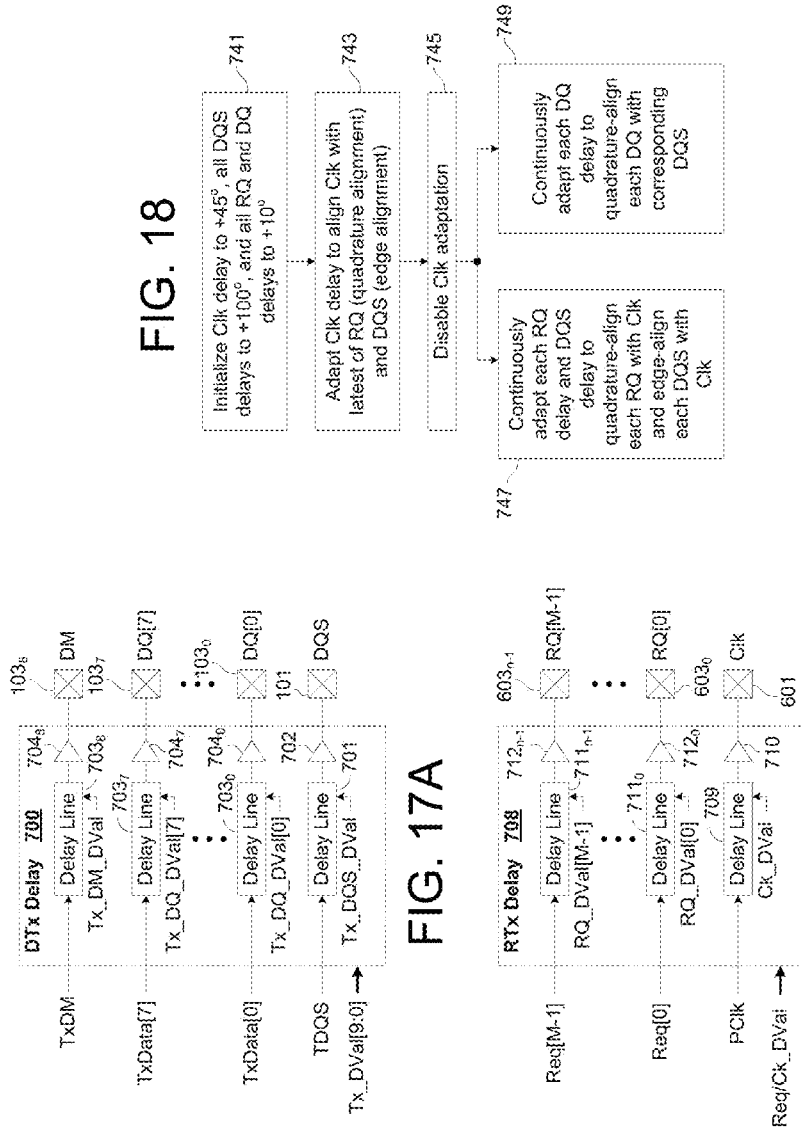 FIG. 18
741
Initialize Clk delay to +45⁰, all DQS
delays to +100⁰, and all RQ and DQ
delays to +10⁰
743
Adapt Clk delay to align Clk with
latest of RQ (quadrature alignment)
and DQS (edge alignment)
745
Disable Clk adaptation
747
Continuously
adapt each RQ
delay and DQS
delay to
quadrature-align
each RQ with Clk
and edge-align
each DQS with
Clk
749
Continuously
adapt each DQ
delay to
quadrature-align
each DQ with
corresponding
DQS
DTx Delay 700
TxDM
Delay Line
Tx_DM_DVal
704₈
703₈
103₈
DM
TxData[7]
703₇
Delay Line
Tx_DQ_DVal[7]
704₇
103₇
DQ[7]
TxData[0]
703₀
Delay Line
Tx_DQ_DVal[0]
704₀
103₀
DQ[0]
TDQS
Delay Line
Tx_DQS_DVal
702
701
101
DQS
Tx_DVal[9:0]
FIG. 17A
RTx Delay 708
Req[M-1]
Delay Line
RQ_DVal[M-1]
712ₙ₋₁
711ₙ₋₁
603ₙ₋₁
RQ[M-1]
Req[0]
711₀
Delay Line
RQ_DVal[0]
712₀
603₀
RQ[0]
PClk
709
Delay Line
Ck_DVal
710
601
Clk
Req/Ck_DVal